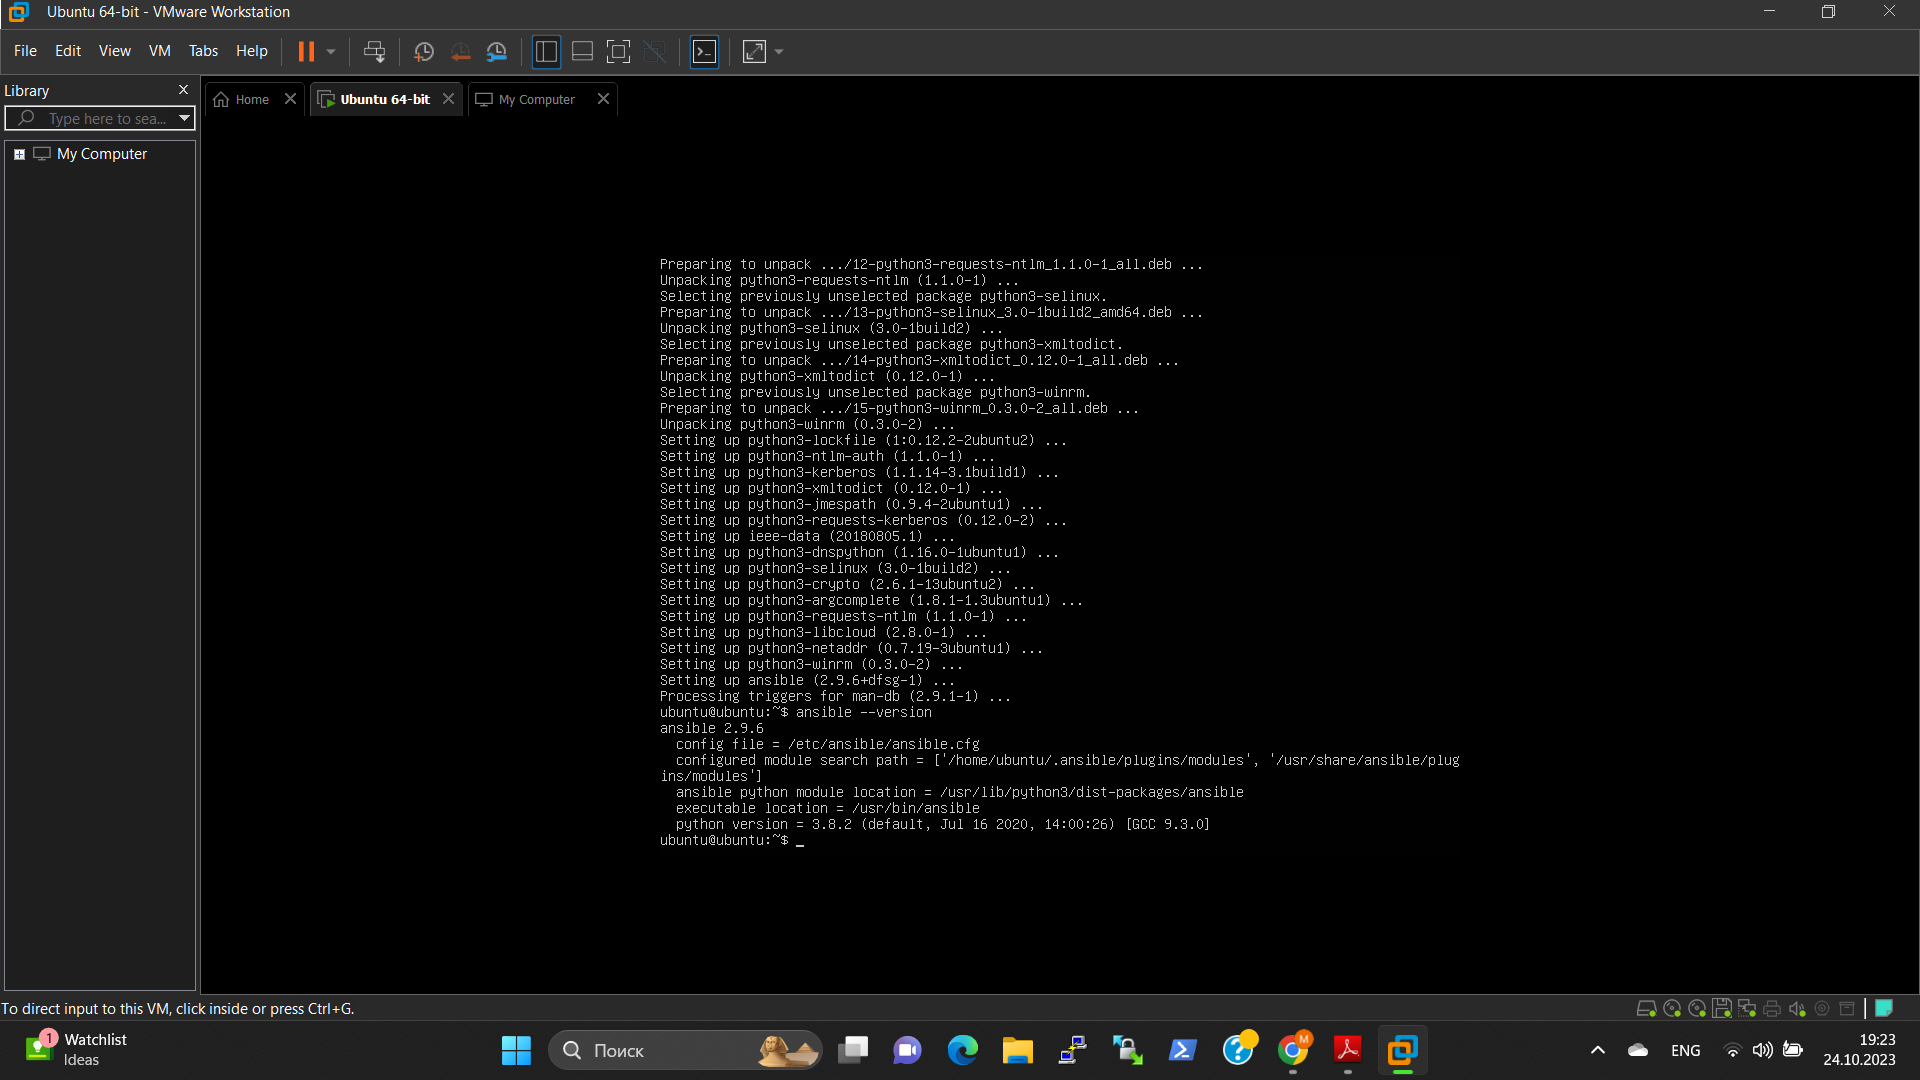 Ubuntu 64-bit - VMware Workstation
File Edit View VM Tabs Help
Library
Type here to sea...
My Computer
Home
Ubuntu 64-bit
My Computer
Preparing to unpack .../12-python3-requests-ntlm_1.1.0-1_all.deb ...
Unpacking python3-requests-ntlm (1.1.0-1) ...
Selecting previously unselected package python3-selinux.
Preparing to unpack .../13-python3-selinux_3.0-1build2_amd64.deb ...
Unpacking python3-selinux (3.0-1build2) ...
Selecting previously unselected package python3-xmltodict.
Preparing to unpack .../14-python3-xmltodict_0.12.0-1_all.deb ...
Unpacking python3-xmltodict (0.12.0-1) ...
Selecting previously unselected package python3-winrm.
Preparing to unpack .../15-python3-winrm_0.3.0-2_all.deb ...
Unpacking python3-winrm (0.3.0-2) ...
Setting up python3-lockfile (1:0.12.2-2ubuntu2) ...
Setting up python3-ntlm-auth (1.1.0-1) ...
Setting up python3-kerberos (1.1.14-3.1build1) ...
Setting up python3-xmltodict (0.12.0-1) ...
Setting up python3-jmespath (0.9.4-2ubuntu1) ...
Setting up python3-requests-kerberos (0.12.0-2) ...
Setting up ieee-data (20180805.1) ...
Setting up python3-dnspython (1.16.0-1ubuntu1) ...
Setting up python3-selinux (3.0-1build2) ...
Setting up python3-crypto (2.6.1-13ubuntu2) ...
Setting up python3-argcomplete (1.8.1-1.3ubuntu1) ...
Setting up python3-requests-ntlm (1.1.0-1) ...
Setting up python3-libcloud (2.8.0-1) ...
Setting up python3-netaddr (0.7.19-3ubuntu1) ...
Setting up python3-winrm (0.3.0-2) ...
Setting up ansible (2.9.6+dfsg-1) ...
Processing triggers for man-db (2.9.1-1) ...
ubuntu@ubuntu:~$ ansible --version
ansible 2.9.6
config file = /etc/ansible/ansible.cfg
configured module search path = ['/home/ubuntu/.ansible/plugins/modules', '/usr/share/ansible/plug
ins/modules']
ansible python module location = /usr/lib/python3/dist-packages/ansible
executable location = /usr/bin/ansible
python version = 3.8.2 (default, Jul 16 2020, 14:00:26) [GCC 9.3.0]
ubuntu@ubuntu:~$ _
To direct input to this VM, click inside or press Ctrl+G.
1
Watchlist
Ideas
Поиск
M
ENG
19:23
24.10.2023